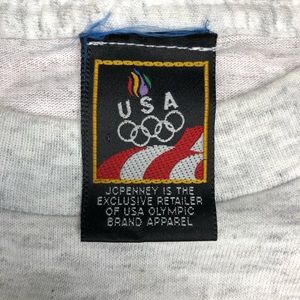 USA
JCPENNEY IS THE
EXCLUSIVE RETAILER
OF USA OLYMPIC
BRAND APPAREL